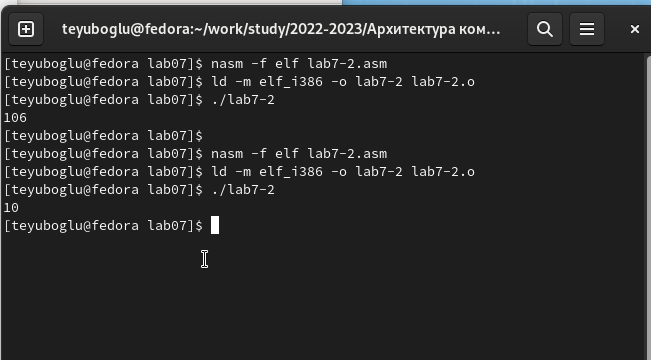 teyuboglu@fedora:~/work/study/2022-2023/Архитектура ком…
[teyuboglu@fedora lab07]$ nasm -f elf lab7-2.asm
[teyuboglu@fedora lab07]$ ld -m elf_i386 -o lab7-2 lab7-2.o
[teyuboglu@fedora lab07]$ ./lab7-2
106
[teyuboglu@fedora lab07]$
[teyuboglu@fedora lab07]$ nasm -f elf lab7-2.asm
[teyuboglu@fedora lab07]$ ld -m elf_i386 -o lab7-2 lab7-2.o
[teyuboglu@fedora lab07]$ ./lab7-2
10
[teyuboglu@fedora lab07]$